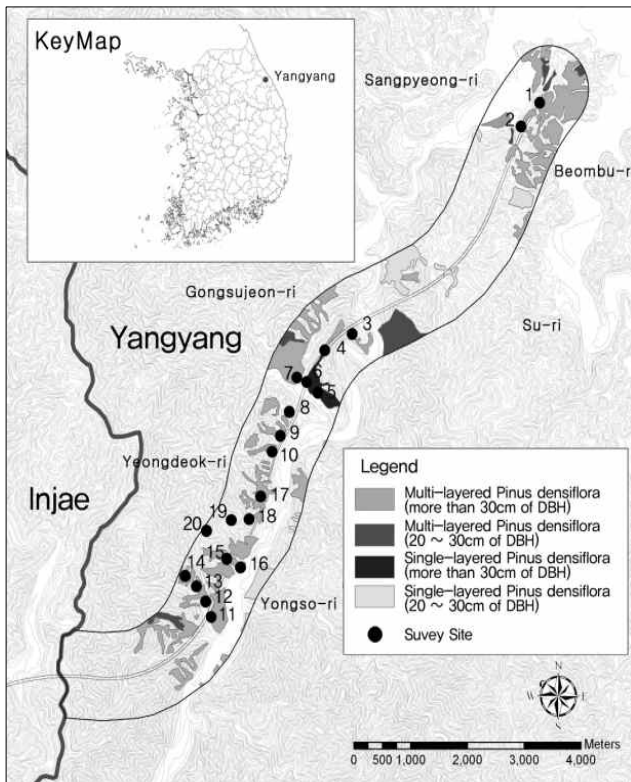 KeyMap
Yangyang
Sangpyeong-ri
1
2
Beombu-ri
Gongsujeon-ri
Su-ri
Yangyang
3
4
7
6
5
8
9
Yeongdeok-ri
10
Injae
17
20
19
18
15
16
14
13
12
Yongso-ri
11
Legend
Multi-layered Pinus densiflora
(more than 30cm of DBH)
Multi-layered Pinus densiflora
(20 ~ 30cm of DBH)
Single-layered Pinus densiflora
(more than 30cm of DBH)
Single-layered Pinus densiflora
(20 ~ 30cm of DBH)
Suvey Site
N
W E
S
Meters
0 500 1,000 2,000 3,000 4,000